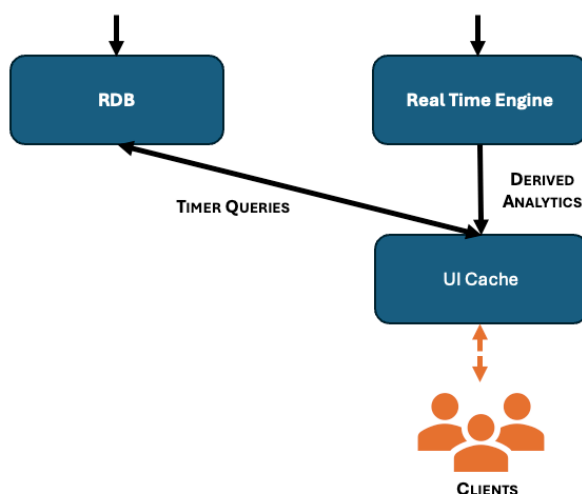 RDB
Real Time Engine
TIMER QUERIES
DERIVED
ANALYTICS
UI Cache
CLIENTS